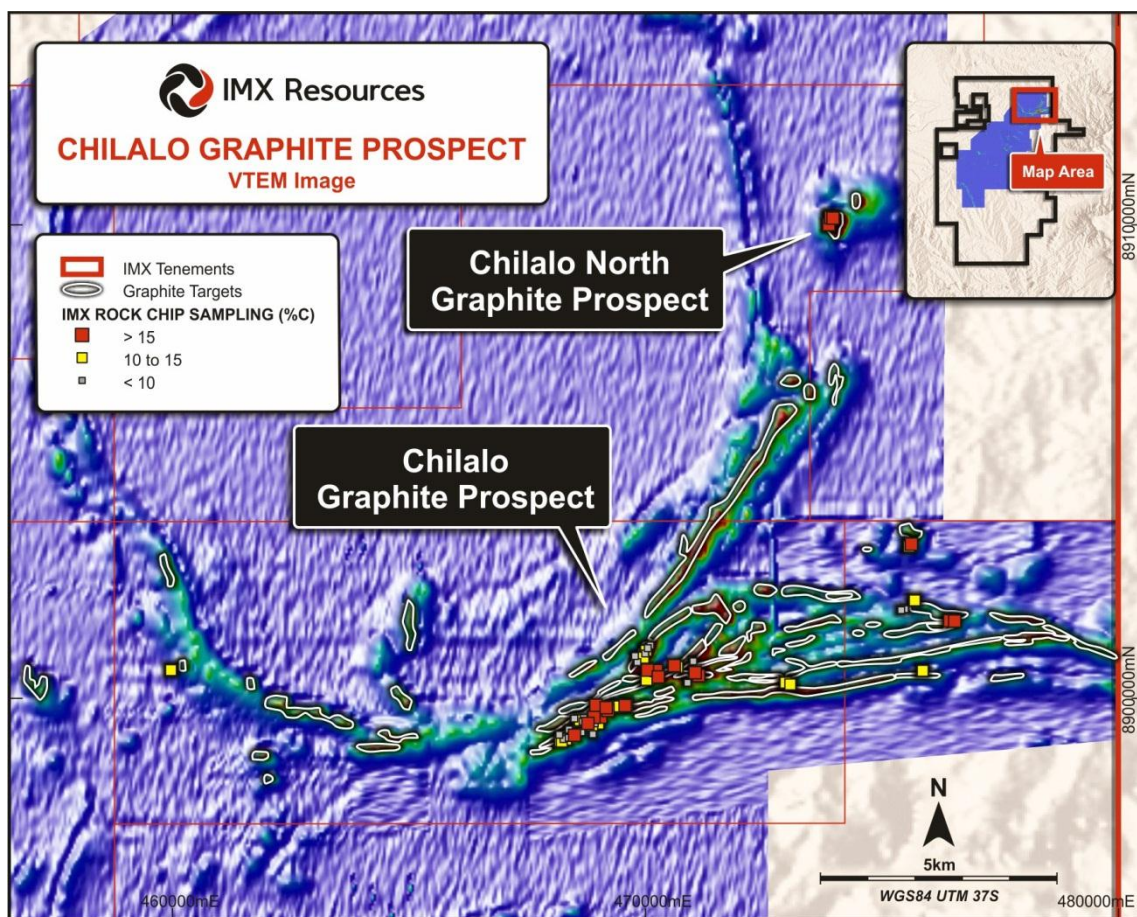 IMX Resources
CHILALO GRAPHITE PROSPECT
VTEM Image
Map Area
IMX Tenements
Graphite Targets
IMX ROCK CHIP SAMPLING (%C)
> 15
10 to 15
< 10
Chilalo North
Graphite Prospect
Chilalo
Graphite Prospect
8910000mN
8900000mN
N
5km
WGS84 UTM 37S
460000mE
470000mE
480000mE